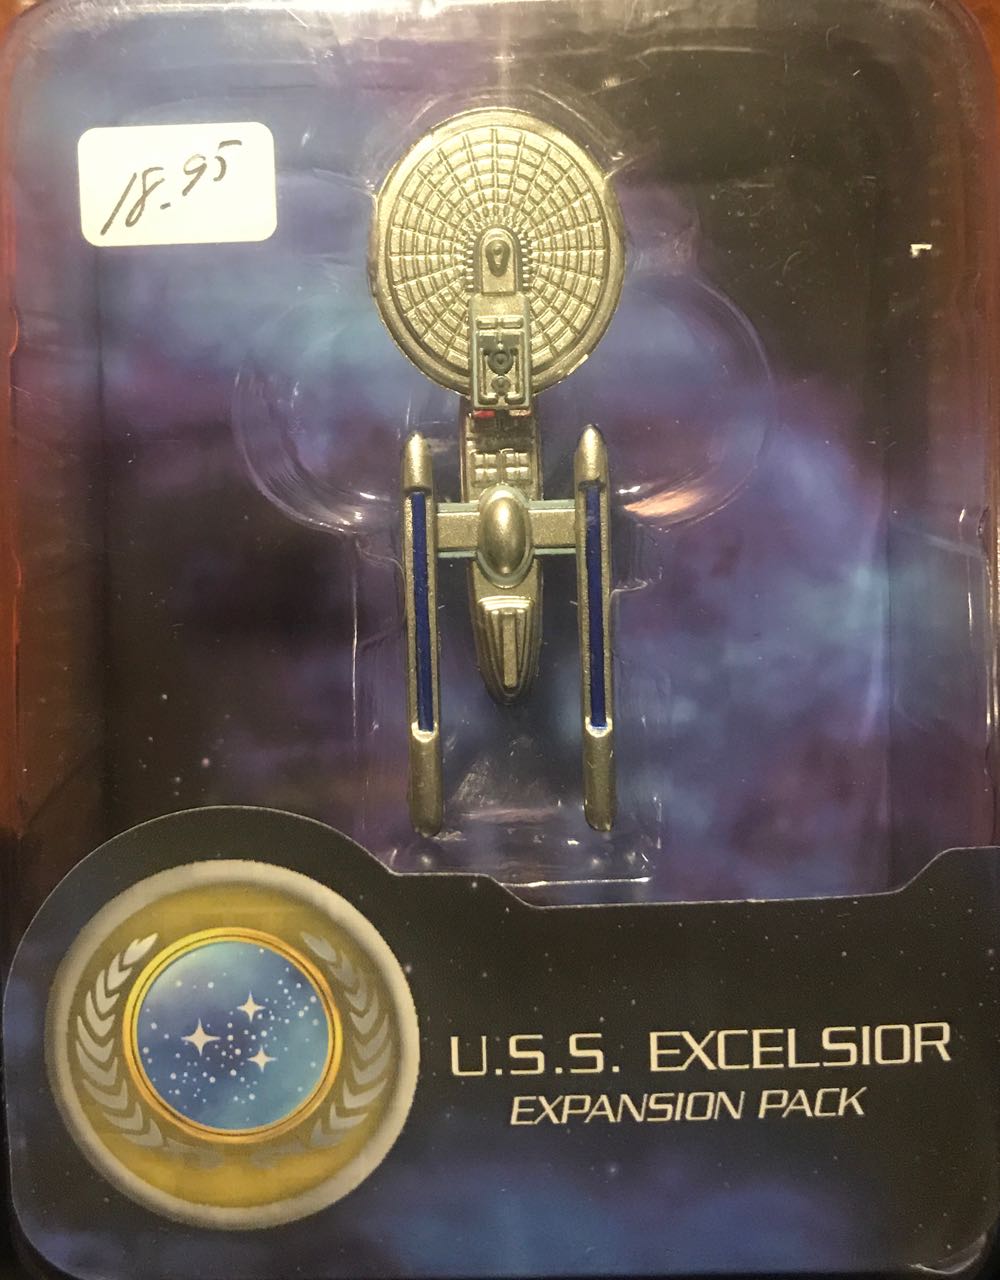 18.95
U.S.S. EXCELSIOR
EXPANSION PACK